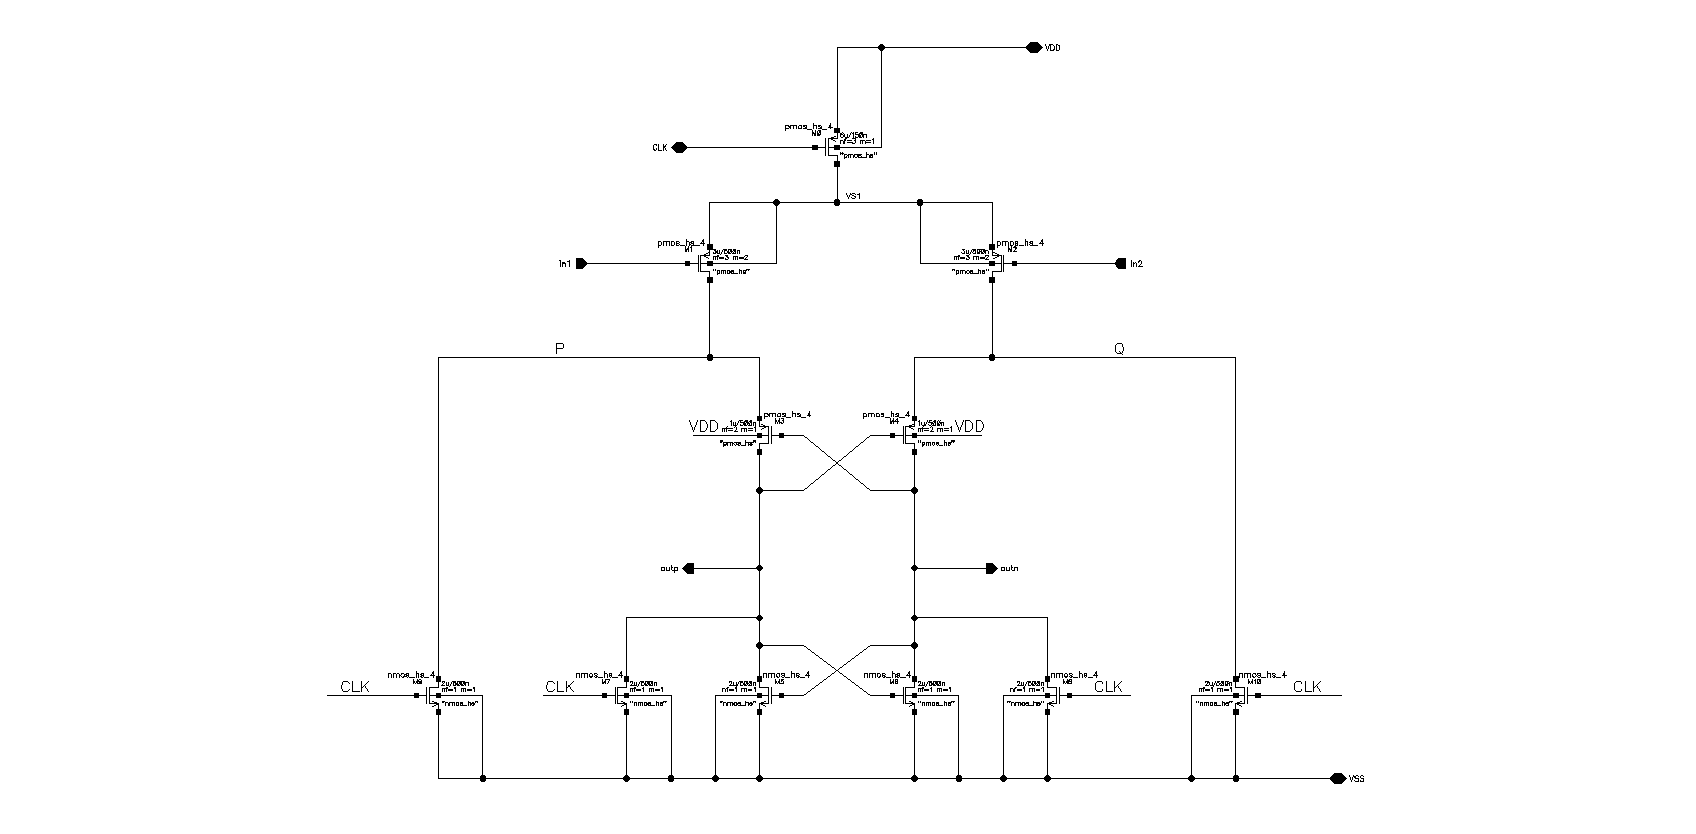 VDD
pmos_hs_4
M0
6u/150n
nf=3 m=1
"pmos_hs"
CLK
VS1
pmos_hs_4
M1
3u/500n
nf=3 m=2
"pmos_hs"
In1
pmos_hs_4
M2
3u/500n
nf=3 m=2
"pmos_hs"
In2
P
Q
pmos_hs_4
M3
1u/500n
nf=2 m=1
"pmos_hs"
VDD
pmos_hs_4
M4
1u/500n
nf=2 m=1
"pmos_hs"
VDD
outp
outn
nmos_hs_4
2u/500n
nf=1 m=1
"nmos_hs"
CLK
nmos_hs_4
M7
2u/500n
nf=1 m=1
"nmos_hs"
CLK
nmos_hs_4
M5
2u/500n
nf=1 m=1
"nmos_hs"
nmos_hs_4
2u/500n
nf=1 m=1
"nmos_hs"
nmos_hs_4
2u/500n
nf=1 m=1
"nmos_hs"
CLK
nmos_hs_4
M10
2u/500n
nf=1 m=1
"nmos_hs"
CLK
VSS